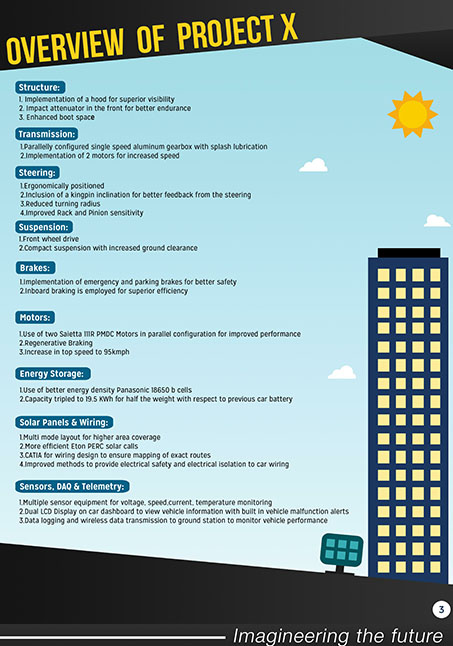 OVERVIEW OF PROJECT X
Structure:
1. Implementation of a hood for superior visibility
2. Impact attenuator in the front for better endurance
3. Enhanced boot space
Transmission:
1.Parallelly configured single speed aluminum gearbox with splash lubrication
2.Implementation of 2 motors for increased speed
Steering:
1.Ergonomically positioned
2.Inclusion of a kingpin inclination for better feedback from the steering
3.Reduced turning radius
4.Improved Rack and Pinion sensitivity
Suspension:
1.Front wheel drive
2.Compact suspension with increased ground clearance
Brakes:
1.Implementation of emergency and parking brakes for better safety
2.Inboard braking is employed for superior efficiency
Motors:
1.Use of two Saietta 111R PMDC Motors in parallel configuration for improved performance
2.Regenerative Braking
3.Increase in top speed to 95kmph
Energy Storage:
1.Use of better energy density Panasonic 18650 b cells
2.Capacity tripled to 19.5 KWh for half the weight with respect to previous car battery
Solar Panels & Wiring:
1.Multi mode layout for higher area coverage
2.More efficient Eton PERC solar calls
3.CATIA for wiring design to ensure mapping of exact routes
4.Improved methods to provide electrical safety and electrical isolation to car wiring
Sensors, DAQ & Telemetry:
1.Multiple sensor equipment for voltage, speed,current, temperature monitoring
2.Dual LCD Display on car dashboard to view vehicle information with built in vehicle malfunction alerts
3.Data logging and wireless data transmission to ground station to monitor vehicle performance
3
Imagineering the future